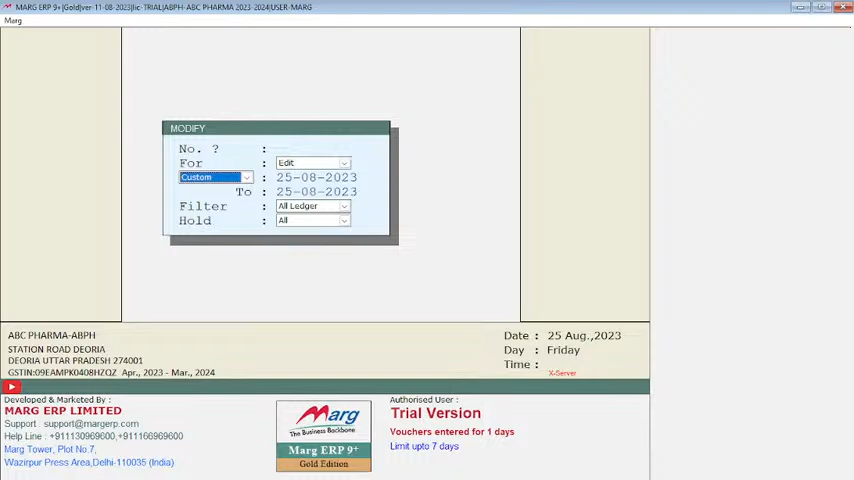 MARG ERP 9+|Gold|ver-11-08-2023|lic-TRIAL|ABPH-ABC PHARMA 2023-2024|USER-MARG
Marg
MODIFY
No. ? :
For : Edit
Custom : 25-08-2023
To : 25-08-2023
Filter : All Ledger
Hold : All
ABC PHARMA-ABPH
STATION ROAD DEORIA
DEORIA UTTAR PRADESH 274001
GSTIN:09EAMPK0408HZQZ Apr., 2023 - Mar., 2024
Date : 25 Aug.,2023
Day : Friday
Time :
X-Server
Developed & Marketed By :
MARG ERP LIMITED
Support : support@margerp.com
Help Line : +911130969600,+911166969600
Marg Tower, Plot No.7,
Wazirpur Press Area,Delhi-110035 (India)
Marg
The Business Backbone
Marg ERP 9+
Gold Edition
Authorised User :
Trial Version
Vouchers entered for 1 days
Limit upto 7 days